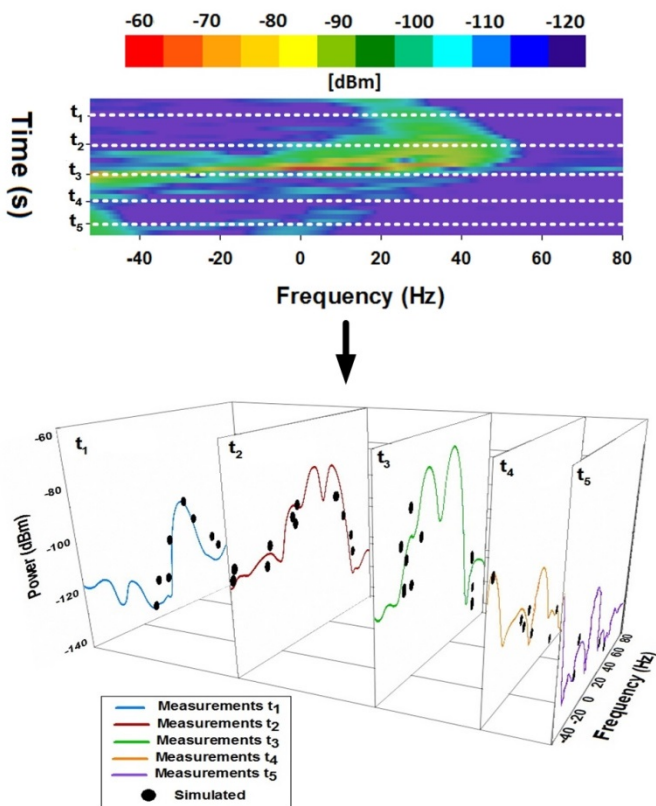 -60 -70 -80 -90 -100 -110 -120
[dBm]
Time (s)
t1
t2
t3
t4
t5
-40 -20 0 20 40 60 80
Frequency (Hz)
t1
t2
t3
t4
t5
Power (dBm)
-60
-80
-100
-120
-140
-40 -20 0 20 40 60 80
Frequency (Hz)
Measurements t1
Measurements t2
Measurements t3
Measurements t4
Measurements t5
Simulated